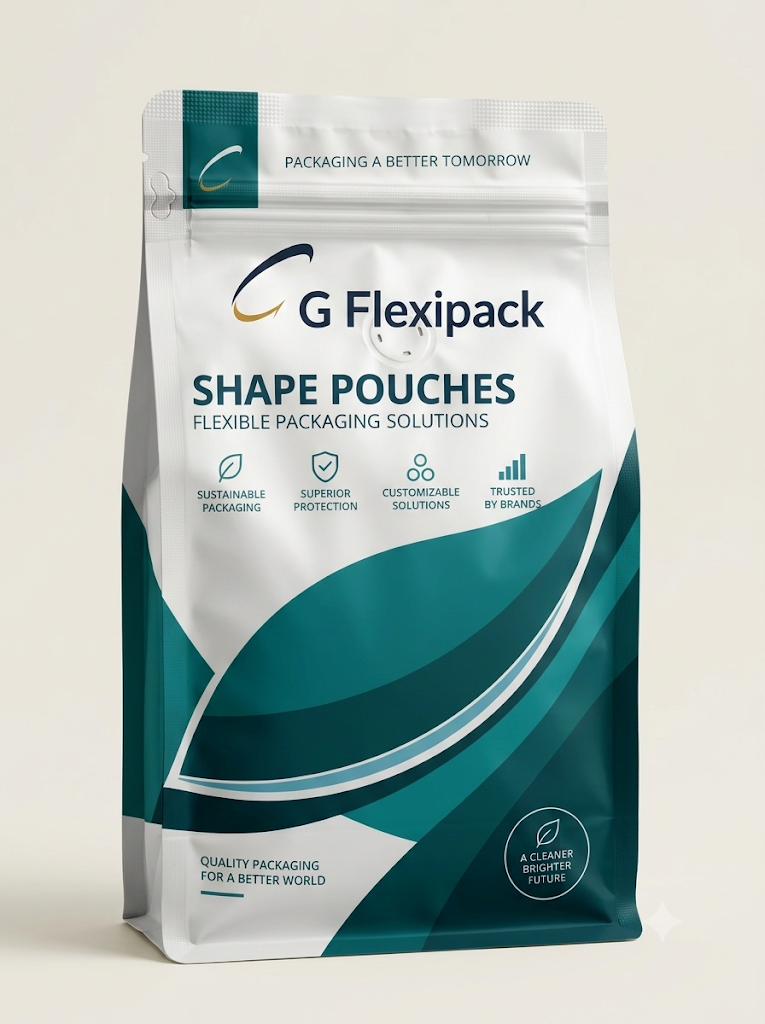 PACKAGING A BETTER TOMORROW
G Flexipack
SHAPE POUCHES
FLEXIBLE PACKAGING SOLUTIONS
SUSTAINABLE
PACKAGING
SUPERIOR
PROTECTION
CUSTOMIZABLE
SOLUTIONS
TRUSTED
BY BRANDS
QUALITY PACKAGING
FOR A BETTER WORLD
A CLEANER
BRIGHTER
FUTURE